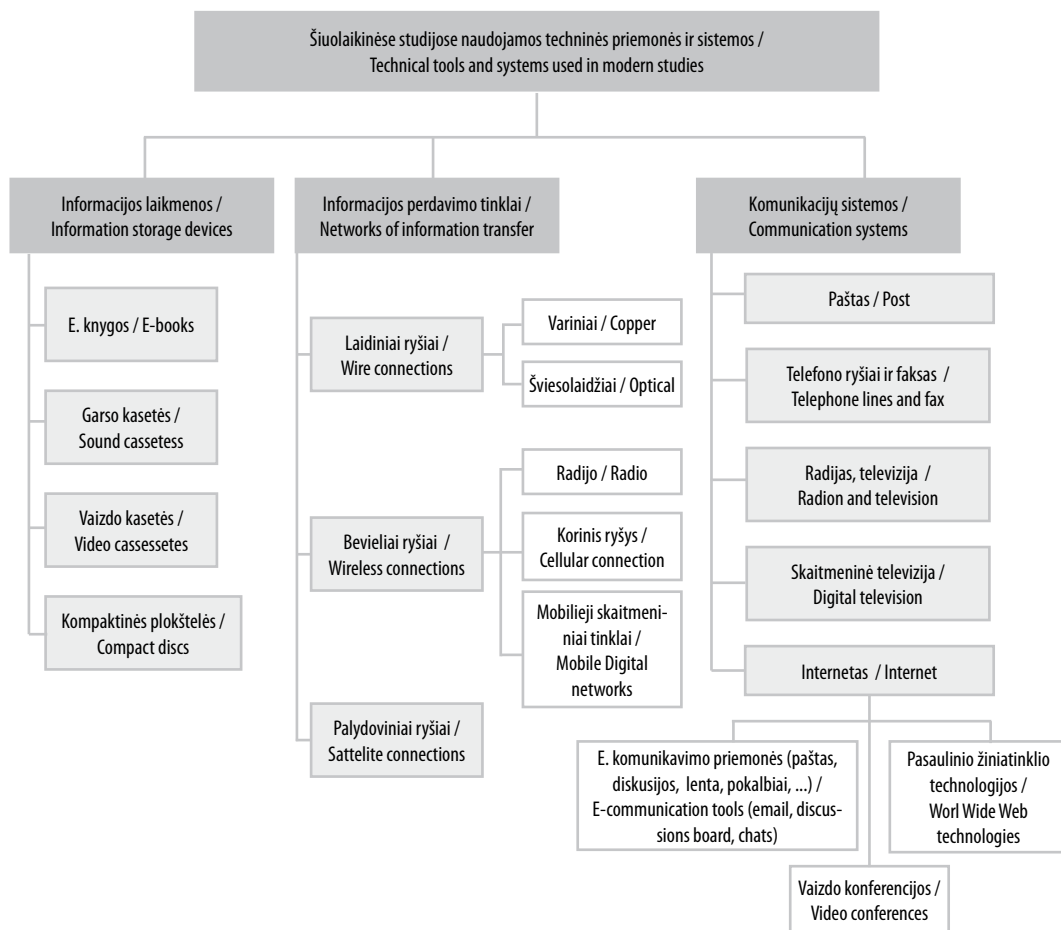 Šiuolaikinėse studijose naudojamos techninės priemonės ir sistemos /
Technical tools and systems used in modern studies
Informacijos laikmenos /
Information storage devices
E. knygos / E-books
Garso kasetės /
Sound cassetess
Vaizdo kasetės /
Video cassessetes
Kompaktinės plokštelės /
Compact discs
Informacijos perdavimo tinklai /
Networks of information transfer
Laidiniai ryšiai /
Wire connections
Variniai / Copper
Šviesolaidžiai / Optical
Bevieliai ryšiai /
Wireless connections
Radijo / Radio
Korinis ryšys /
Cellular connection
Mobilieji skaitmeni-
niai tinklai /
Mobile Digital
networks
Palydoviniai ryšiai /
Sattelite connections
Komunikacijų sistemos /
Communication systems
Paštas / Post
Telefono ryšiai ir faksas /
Telephone lines and fax
Radijas, televizija /
Radion and television
Skaitmeninė televizija /
Digital television
Internetas / Internet
E. komunikavimo priemonės (paštas,
diskusijos, lenta, pokalbiai, ...) /
E-communication tools (email, discus-
sions board, chats)
Pasaulinio žiniatinklio
technologijos /
Worl Wide Web
technologies
Vaizdo konferencijos /
Video conferences